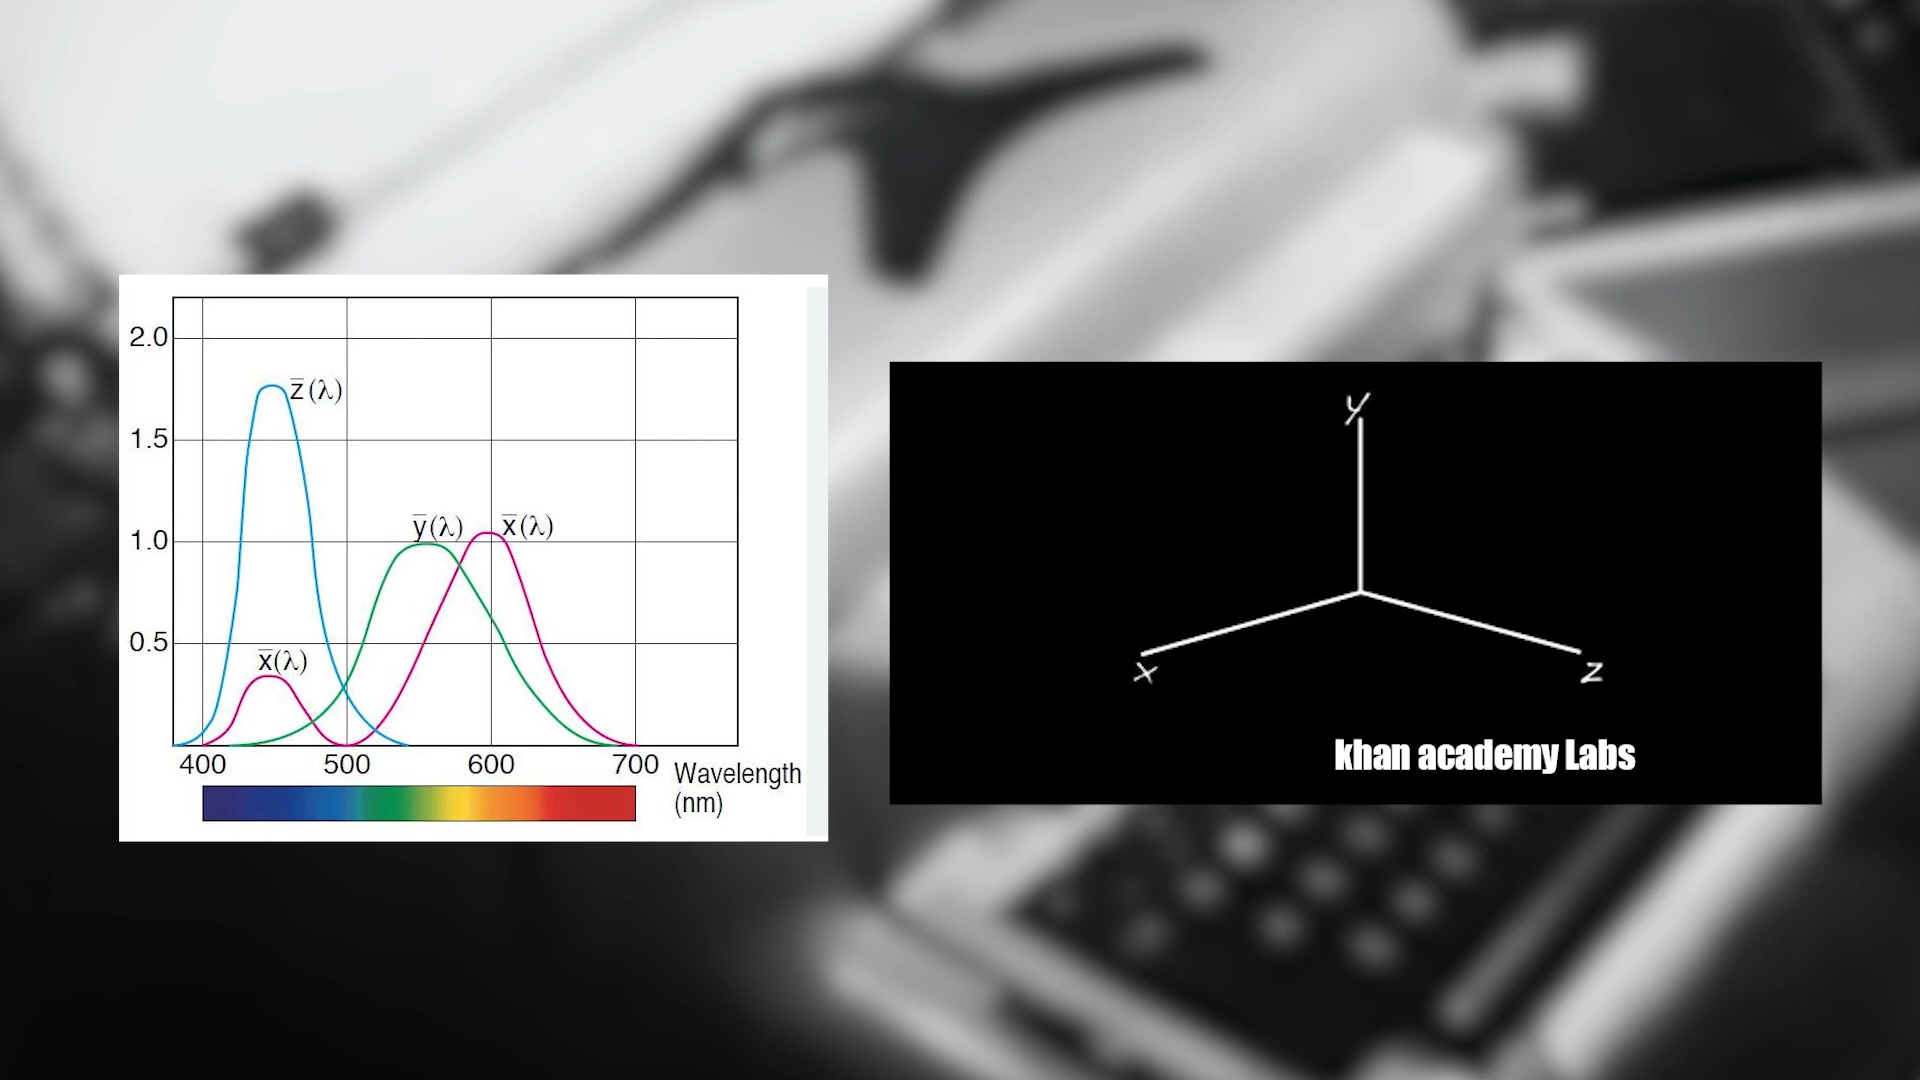 2.0
z̅(λ)
1.5
y̅(λ) x̅(λ)
1.0
0.5
x̅(λ)
400 500 600 700 Wavelength
(nm)
y
x
z
khan academy Labs